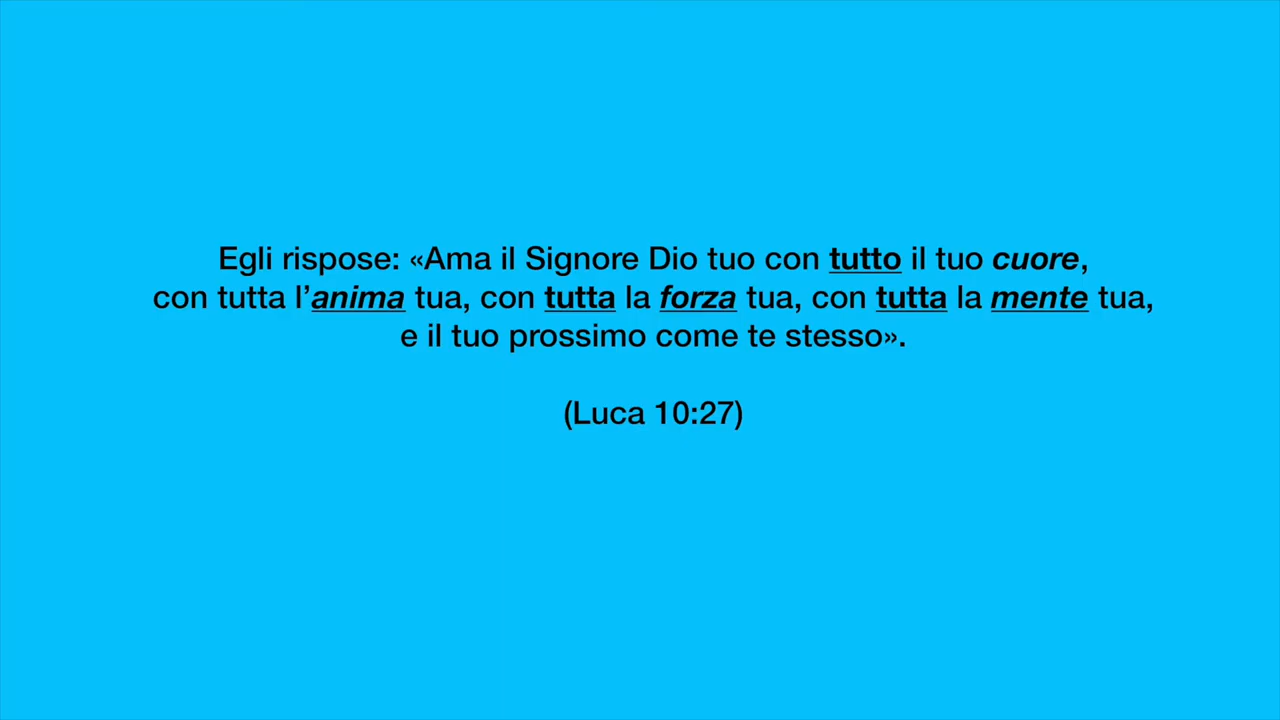 Egli rispose: «Ama il Signore Dio tuo con tutto il tuo cuore,
con tutta l’anima tua, con tutta la forza tua, con tutta la mente tua,
e il tuo prossimo come te stesso».
(Luca 10:27)